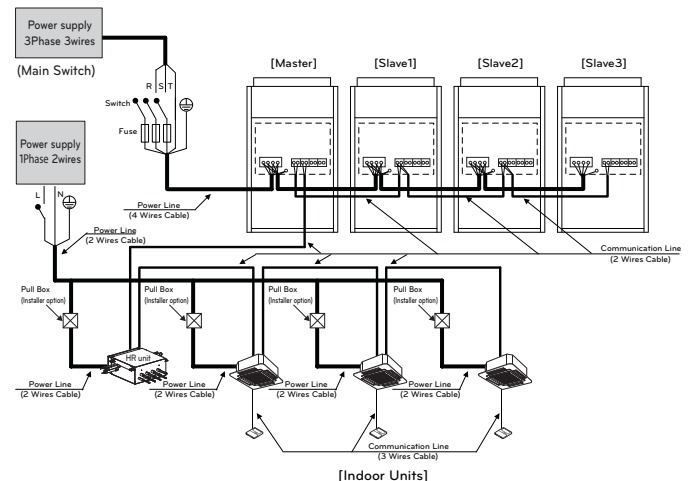 Power supply
3Phase 3wires
(Main Switch)
[Master]
[Slave1]
[Slave2]
[Slave3]
R S T
Switch
Fuse
Power supply
1Phase 2wires
L
N
Power Line
(4 Wires Cable)
Power Line
(2 Wires Cable)
Communication Line
(2 Wires Cable)
Pull Box
(Installer option)
Pull Box
(Installer option)
Pull Box
(Installer option)
Pull Box
(Installer option)
HR unit
Power Line
(2 Wires Cable)
Power Line
(2 Wires Cable)
Power Line
(2 Wires Cable)
Power Line
(2 Wires Cable)
Communication Line
(3 Wires Cable)
[Indoor Units]